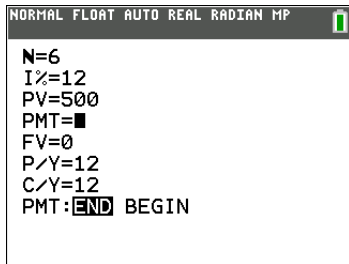 NORMAL FLOAT AUTO REAL RADIAN MP
N=6
I%=12
PV=500
PMT=
FV=0
P/Y=12
C/Y=12
PMT:END BEGIN